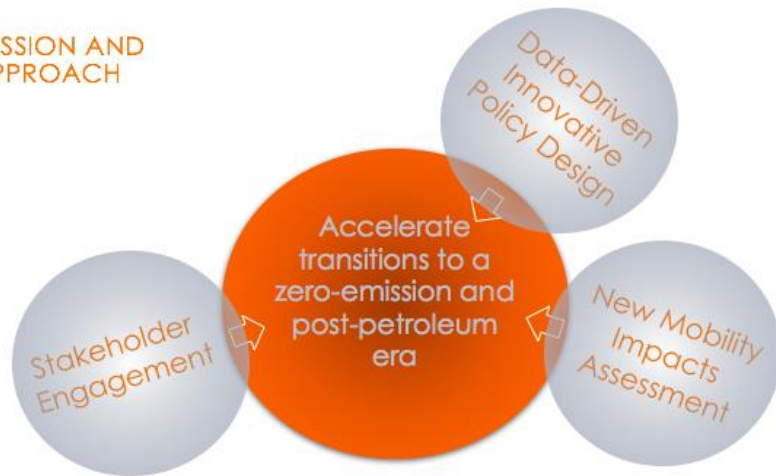 SSION AND
PPROACH
Data-Driven
Innovative
Policy Design
Accelerate
transitions to a
zero-emission and
post-petroleum
era
Stakeholder
Engagement
New Mobility
Impacts
Assessment